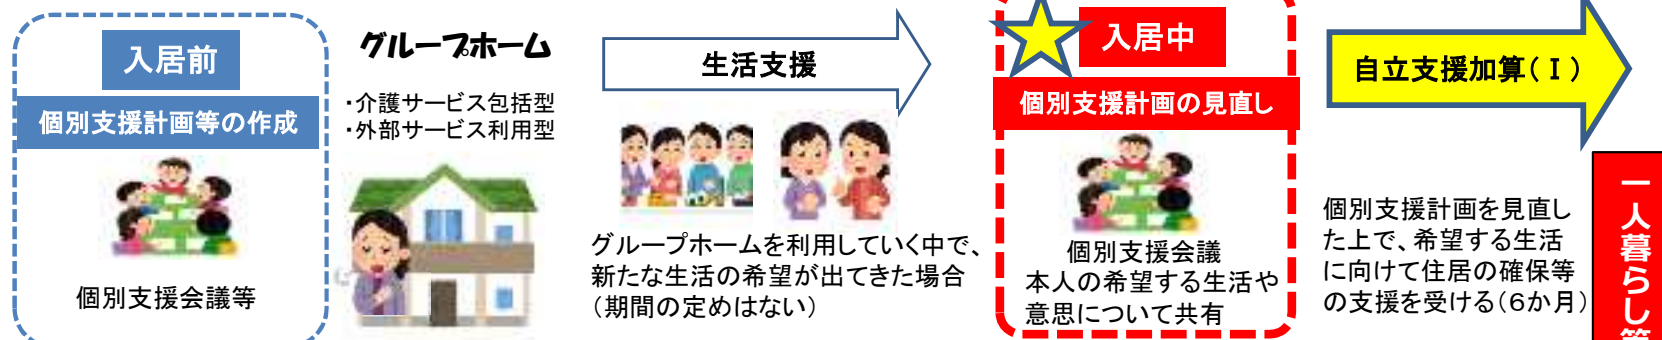 入居前
個別支援計画等の作成
個別支援会議等
グループホーム
・介護サービス包括型
・外部サービス利用型
生活支援
グループホームを利用していく中で、
新たな生活の希望が出てきた場合
（期間の定めはない）
入居中
個別支援計画の見直し
個別支援会議
本人の希望する生活や
意思について共有
自立支援加算（Ⅰ）
個別支援計画を見直し
た上で、希望する生活
に向けて住居の確保等
の支援を受ける（６か月）
一人暮らし等